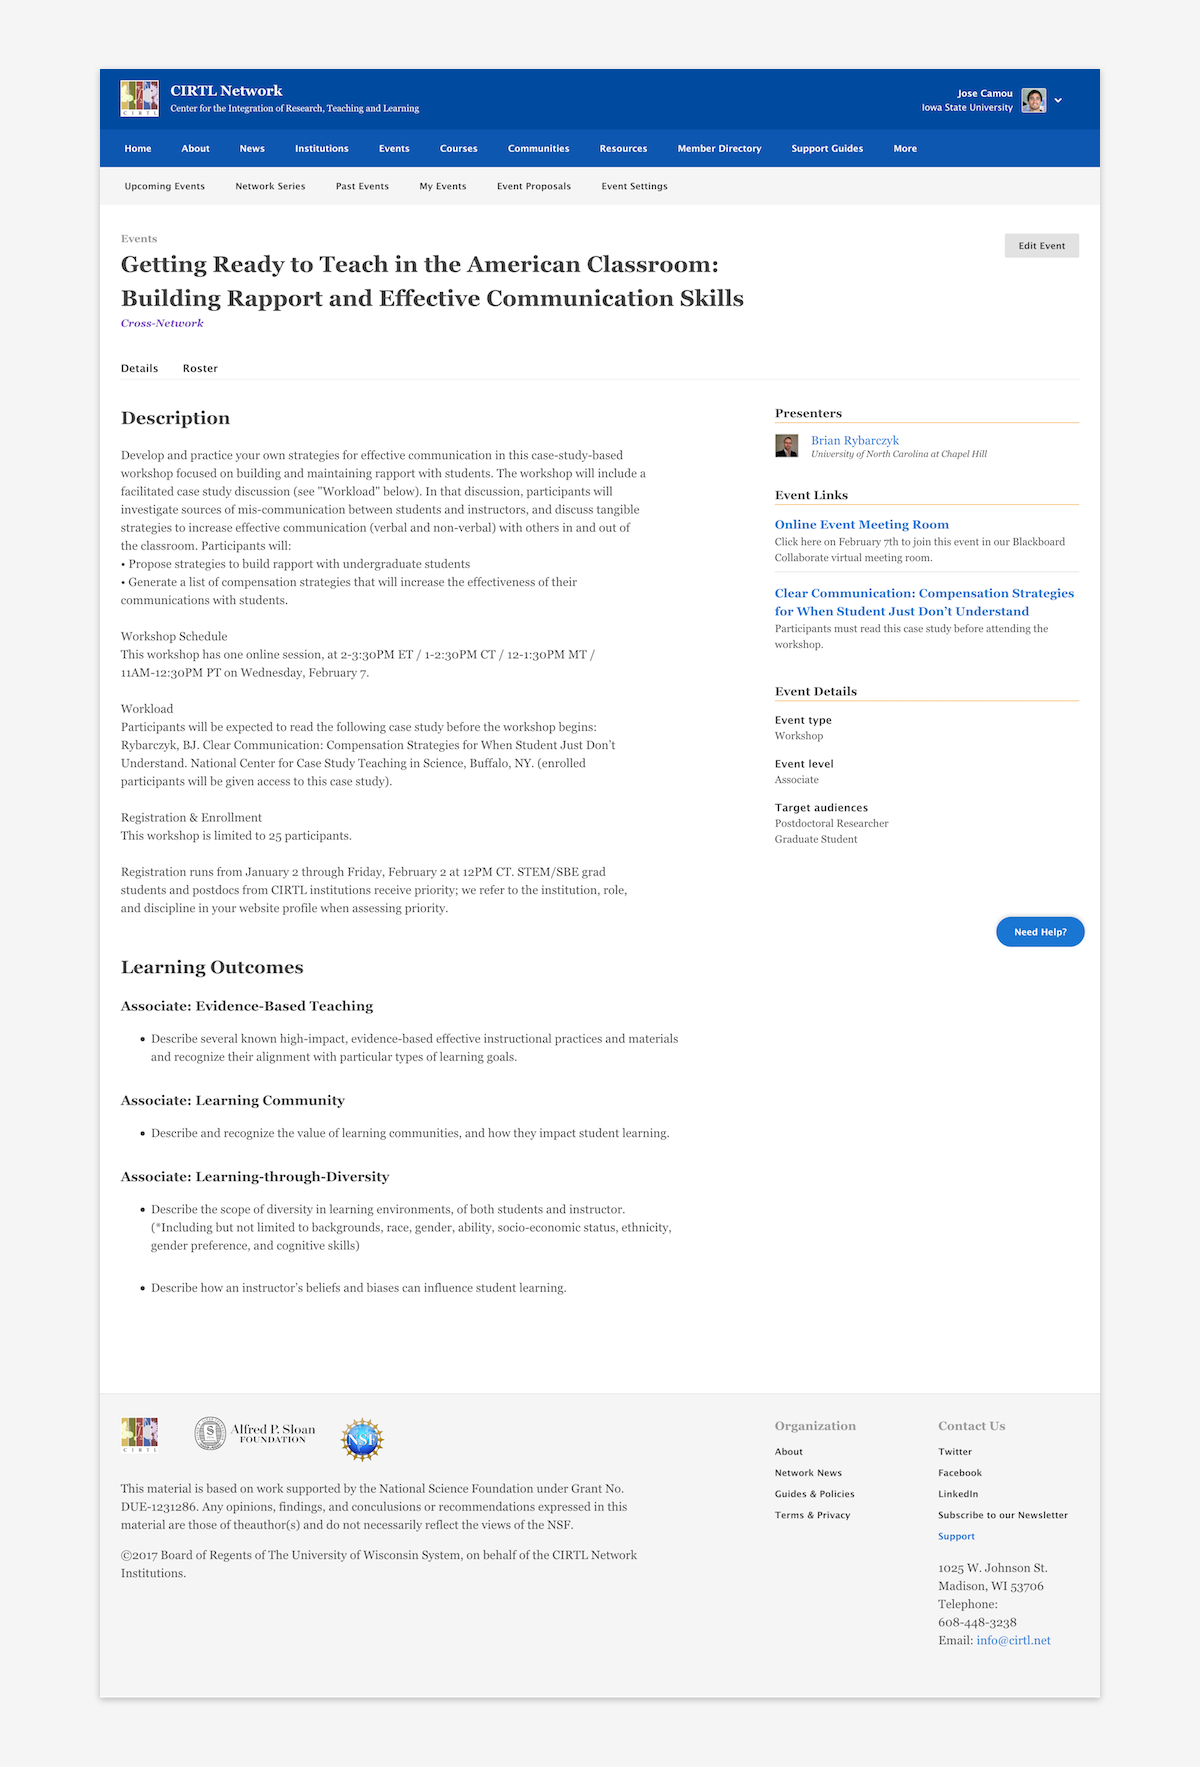 CIRTL
CIRTL Network
Center for the Integration of Research, Teaching and Learning
Jose Camou
Iowa State University
Home About News Institutions Events Courses Communities Resources Member Directory Support Guides More
Upcoming Events Network Series Past Events My Events Event Proposals Event Settings
Events
Edit Event
Getting Ready to Teach in the American Classroom:
Building Rapport and Effective Communication Skills
Cross-Network
Details Roster
Description
Develop and practice your own strategies for effective communication in this case-study-based
workshop focused on building and maintaining rapport with students. The workshop will include a
facilitated case study discussion (see "Workload" below). In that discussion, participants will
investigate sources of mis-communication between students and instructors, and discuss tangible
strategies to increase effective communication (verbal and non-verbal) with others in and out of
the classroom. Participants will:
• Propose strategies to build rapport with undergraduate students
• Generate a list of compensation strategies that will increase the effectiveness of their
communications with students.
Workshop Schedule
This workshop has one online session, at 2-3:30PM ET / 1-2:30PM CT / 12-1:30PM MT /
11AM-12:30PM PT on Wednesday, February 7.
Workload
Participants will be expected to read the following case study before the workshop begins:
Rybarczyk, BJ. Clear Communication: Compensation Strategies for When Student Just Don't
Understand. National Center for Case Study Teaching in Science, Buffalo, NY. (enrolled
participants will be given access to this case study).
Registration & Enrollment
This workshop is limited to 25 participants.
Registration runs from January 2 through Friday, February 2 at 12PM CT. STEM/SBE grad
students and postdocs from CIRTL institutions receive priority; we refer to the institution, role,
and discipline in your website profile when assessing priority.
Presenters
Brian Rybarczyk
University of North Carolina at Chapel Hill
Event Links
Online Event Meeting Room
Click here on February 7th to join this event in our Blackboard
Collaborate virtual meeting room.
Clear Communication: Compensation Strategies
for When Student Just Don't Understand
Participants must read this case study before attending the
workshop.
Event Details
Event type
Workshop
Event level
Associate
Target audiences
Postdoctoral Researcher
Graduate Student
Need Help?
Learning Outcomes
Associate: Evidence-Based Teaching
• Describe several known high-impact, evidence-based effective instructional practices and materials
and recognize their alignment with particular types of learning goals.
Associate: Learning Community
• Describe and recognize the value of learning communities, and how they impact student learning.
Associate: Learning-through-Diversity
• Describe the scope of diversity in learning environments, of both students and instructor.
(*Including but not limited to backgrounds, race, gender, ability, socio-economic status, ethnicity,
gender preference, and cognitive skills)
• Describe how an instructor's beliefs and biases can influence student learning.
CIRTL
Alfred P. Sloan
FOUNDATION
NSF
This material is based on work supported by the National Science Foundation under Grant No.
DUE-1231286. Any opinions, findings, and conculusions or recommendations expressed in this
material are those of theauthor(s) and do not necessarily reflect the views of the NSF.
©2017 Board of Regents of The University of Wisconsin System, on behalf of the CIRTL Network
Institutions.
Organization
About
Network News
Guides & Policies
Terms & Privacy
Contact Us
Twitter
Facebook
LinkedIn
Subscribe to our Newsletter
Support
1025 W. Johnson St.
Madison, WI 53706
Telephone:
608-448-3238
Email: info@cirtl.net